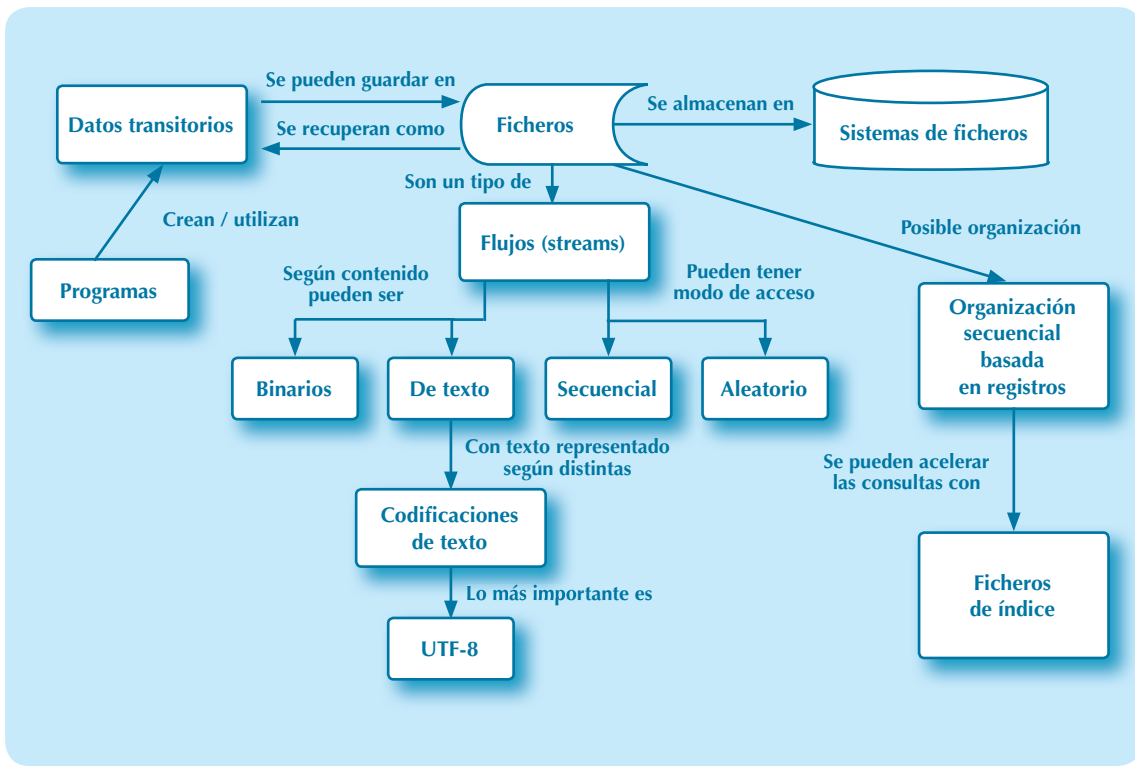 Se pueden guardar en
Datos transitorios
Se recuperan como
Ficheros
Se almacenan en
Sistemas de ficheros
Son un tipo de
Crean / utilizan
Posible organización
Programas
Flujos (streams)
Según contenido
pueden ser
Pueden tener
modo de acceso
Organización
secuencial
basada
en registros
Binarios
De texto
Secuencial
Aleatorio
Con texto representado
según distintas
Se pueden acelerar
las consultas con
Codificaciones
de texto
Ficheros
de índice
Lo más importante es
UTF-8